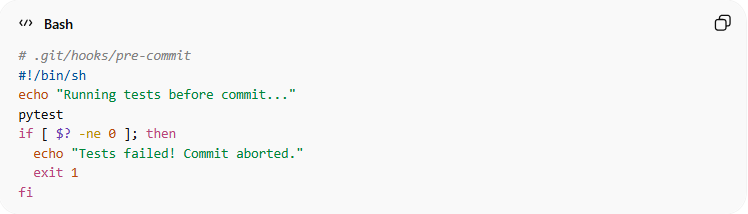 </> Bash
# .git/hooks/pre-commit
#!/bin/sh
echo "Running tests before commit..."
pytest
if [ $? -ne 0 ]; then
  echo "Tests failed! Commit aborted."
  exit 1
fi